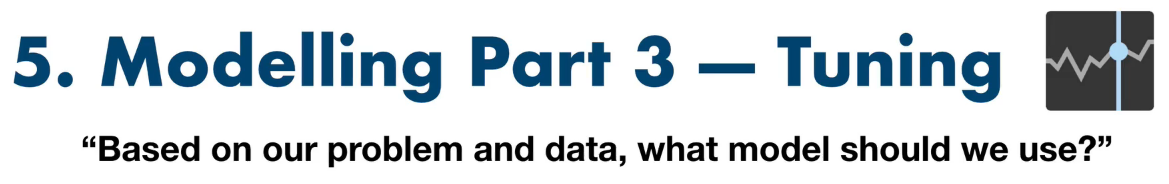 5. Modelling Part 3 — Tuning
“Based on our problem and data, what model should we use?”